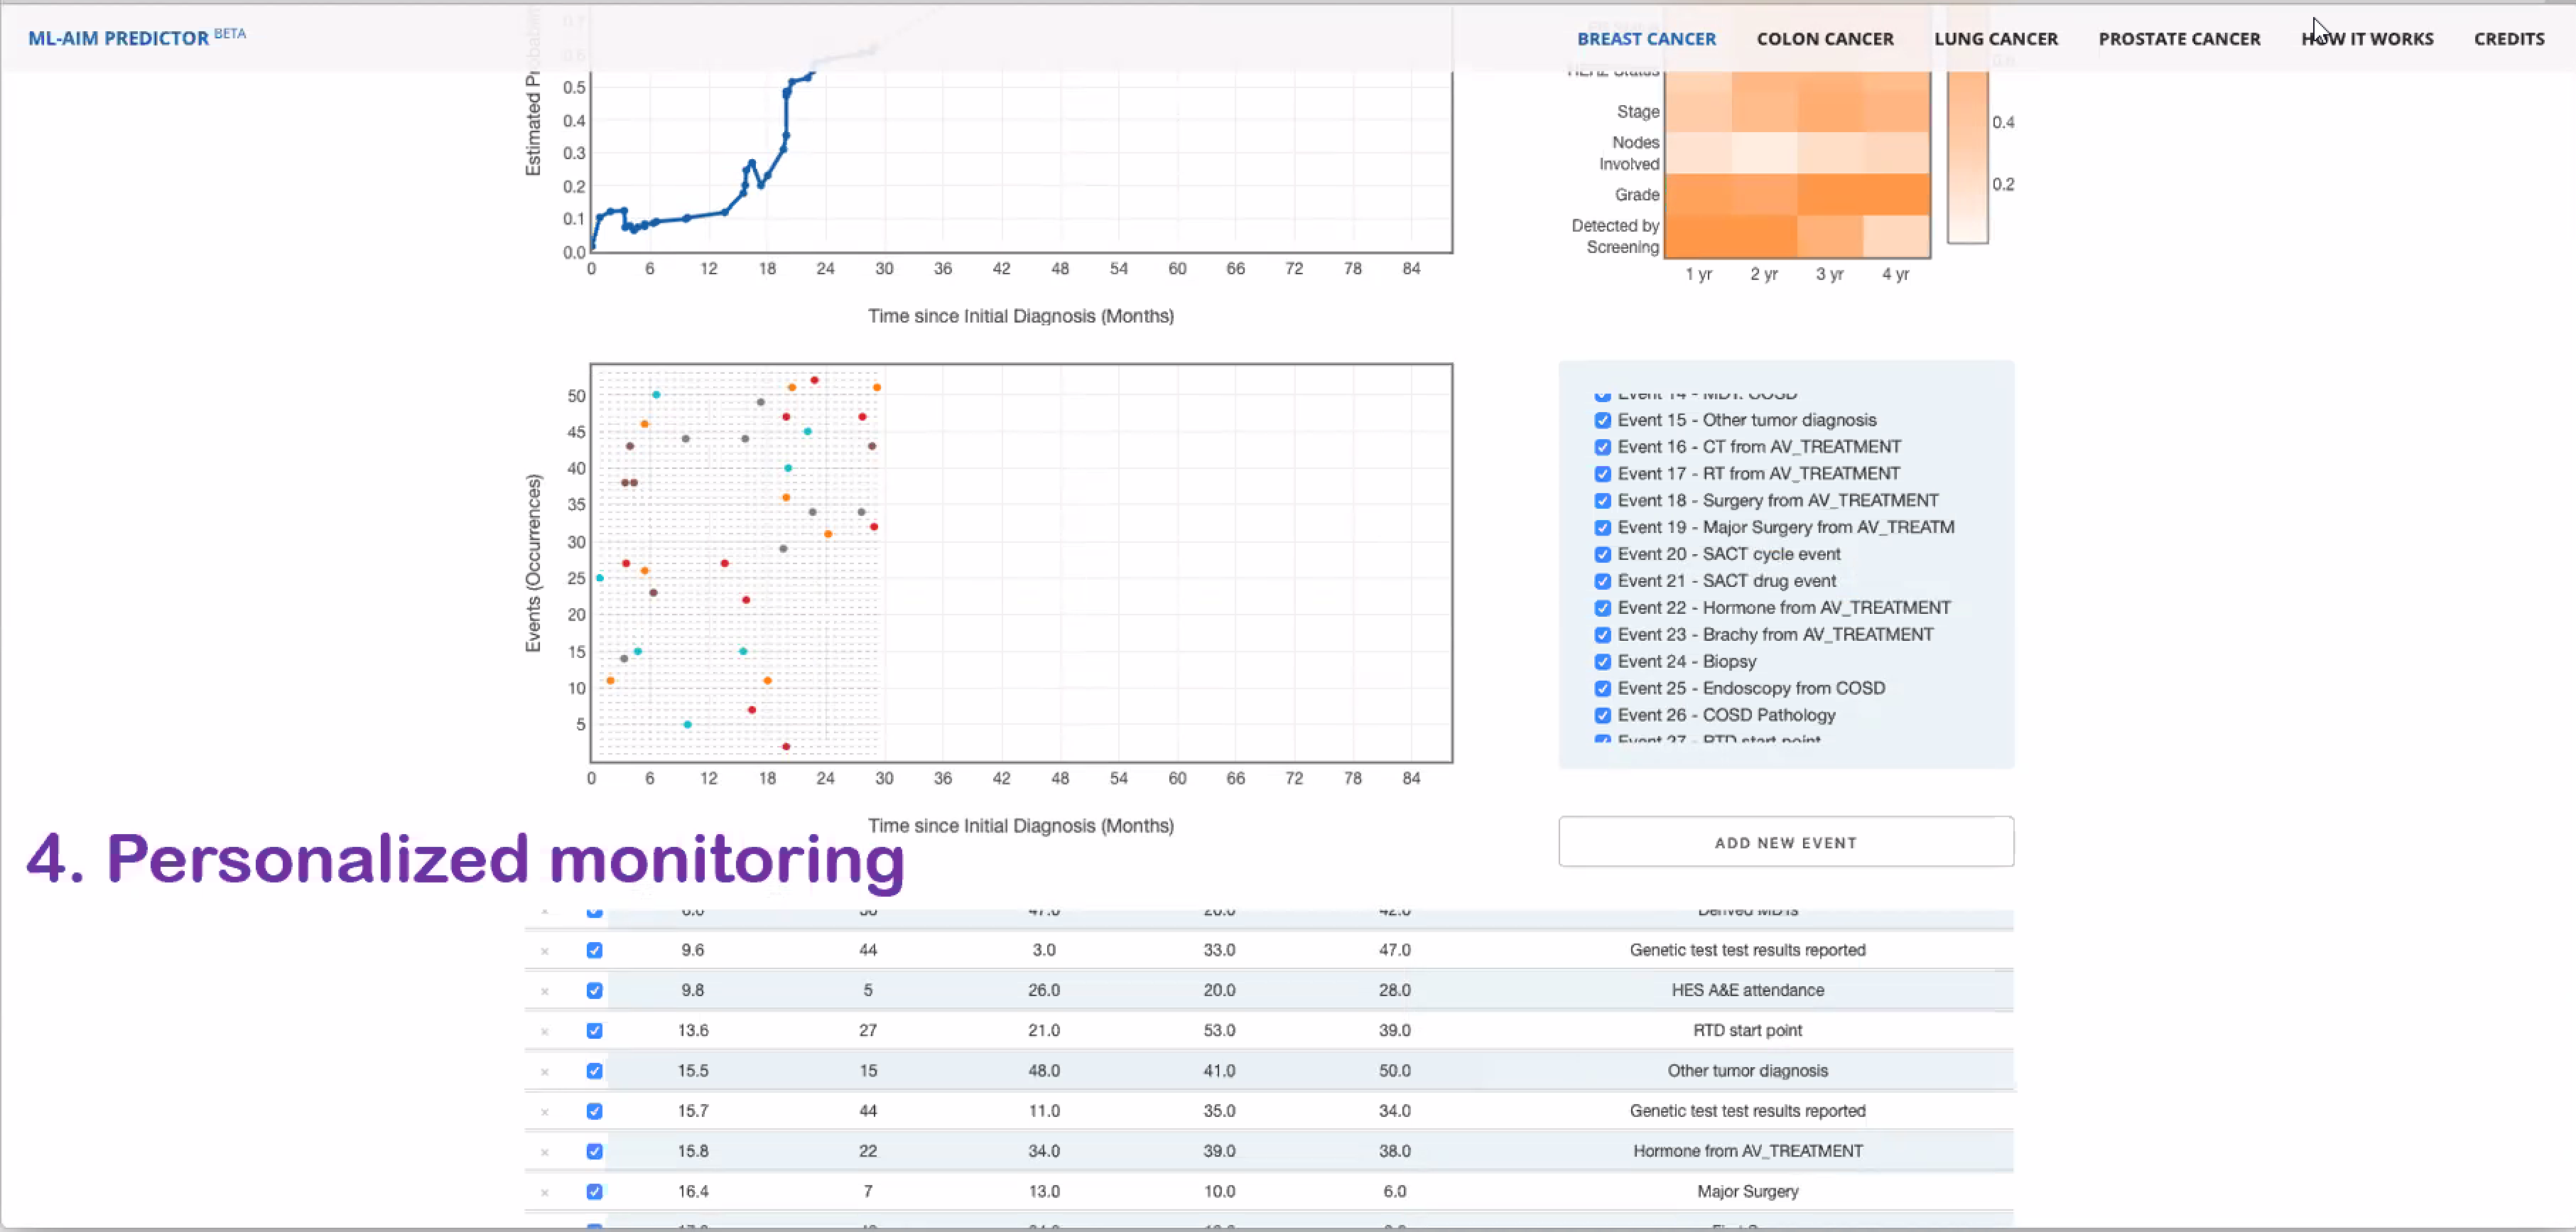 ML-AIM PREDICTOR BETA
BREAST CANCER COLON CANCER LUNG CANCER PROSTATE CANCER HOW IT WORKS CREDITS
0.5
0.4
0.3
0.2
0.1
0.0
0 6 12 18 24 30 36 42 48 54 60 66 72 78 84
Time since Initial Diagnosis (Months)
Estimated
HER2 Status
Stage
Nodes
Involved
Grade
Detected by
Screening
1 yr 2 yr 3 yr 4 yr
0.4
0.2
Events (Occurrences)
50
45
40
35
30
25
20
15
10
5
0 6 12 18 24 30 36 42 48 54 60 66 72 78 84
Time since Initial Diagnosis (Months)
Event 14 - MDT: COSD
Event 15 - Other tumor diagnosis
Event 16 - CT from AV_TREATMENT
Event 17 - RT from AV_TREATMENT
Event 18 - Surgery from AV_TREATMENT
Event 19 - Major Surgery from AV_TREATM
Event 20 - SACT cycle event
Event 21 - SACT drug event
Event 22 - Hormone from AV_TREATMENT
Event 23 - Brachy from AV_TREATMENT
Event 24 - Biopsy
Event 25 - Endoscopy from COSD
Event 26 - COSD Pathology
Event 27 - RTD start point
ADD NEW EVENT
4. Personalized monitoring
Derived MDTs
9.6 44 3.0 33.0 47.0 Genetic test test results reported
9.8 5 26.0 20.0 28.0 HES A&E attendance
13.6 27 21.0 53.0 39.0 RTD start point
15.5 15 48.0 41.0 50.0 Other tumor diagnosis
15.7 44 11.0 35.0 34.0 Genetic test test results reported
15.8 22 34.0 39.0 38.0 Hormone from AV_TREATMENT
16.4 7 13.0 10.0 6.0 Major Surgery